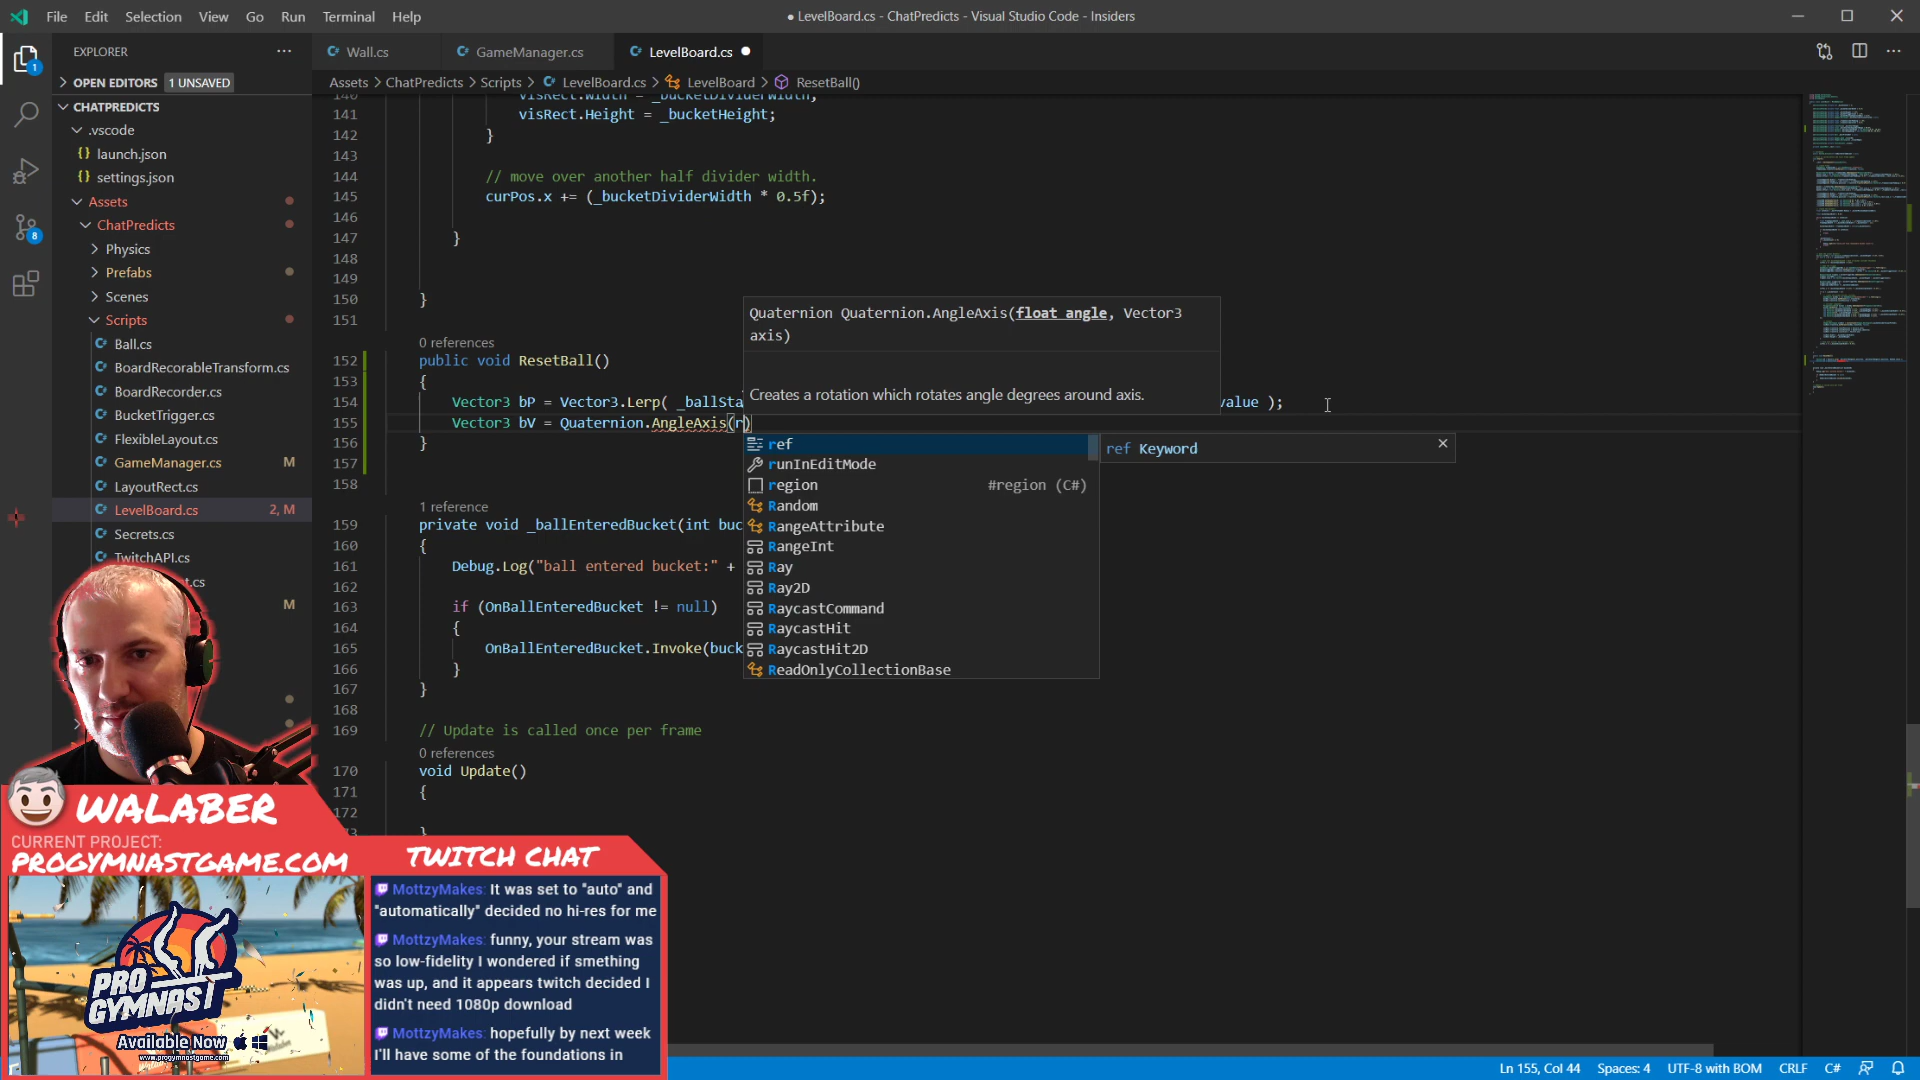 File Edit Selection View Go Run Terminal Help
● LevelBoard.cs - ChatPredicts - Visual Studio Code - Insiders
EXPLORER
Wall.cs
GameManager.cs
LevelBoard.cs
OPEN EDITORS 1 UNSAVED
Assets > ChatPredicts > Scripts > LevelBoard.cs > LevelBoard > ResetBall()
CHATPREDICTS
.vscode
launch.json
settings.json
Assets
ChatPredicts
Physics
Prefabs
Scenes
Scripts
Ball.cs
BoardRecorableTransform.cs
BoardRecorder.cs
BucketTrigger.cs
FlexibleLayout.cs
GameManager.cs M
LayoutRect.cs
LevelBoard.cs 2, M
Secrets.cs
TwitchAPI.cs
M
1
8
140 visRect.Width = _bucketDividerWidth;
141 visRect.Height = _bucketHeight;
142 }
143
144 // move over another half divider width.
145 curPos.x += (_bucketDividerWidth * 0.5f);
146
147 }
148
149
150 }
151
0 references
152 public void ResetBall()
153 {
154 Vector3 bP = Vector3.Lerp( _ballSta value );
155 Vector3 bV = Quaternion.AngleAxis(r)
156 }
157
158
1 reference
159 private void _ballEnteredBucket(int buc
160 {
161 Debug.Log("ball entered bucket:" +
162
163 if (OnBallEnteredBucket != null)
164 {
165 OnBallEnteredBucket.Invoke(buck
166 }
167 }
168
169 // Update is called once per frame
0 references
170 void Update()
171 {
172
}
Quaternion Quaternion.AngleAxis(float angle, Vector3
axis)
Creates a rotation which rotates angle degrees around axis.
ref
runInEditMode
region #region (C#)
Random
RangeAttribute
RangeInt
Ray
Ray2D
RaycastCommand
RaycastHit
RaycastHit2D
ReadOnlyCollectionBase
ref Keyword
WALABER
CURRENT PROJECT:
PROGYMNASTGAME.COM
PRO
GYMNAST
Available Now
www.progymnastgame.com
TWITCH CHAT
MottzyMakes: It was set to "auto" and
"automatically" decided no hi-res for me
MottzyMakes: funny, your stream was
so low-fidelity I wondered if smething
was up, and it appears twitch decided I
didn't need 1080p download
MottzyMakes: hopefully by next week
I'll have some of the foundations in
Ln 155, Col 44 Spaces: 4 UTF-8 with BOM CRLF C#